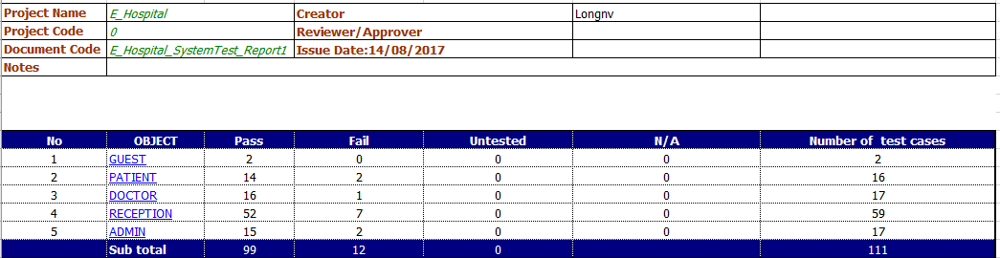 Project Name E_Hospital Creator Longnv
Project Code 0 Reviewer/Approver
Document Code E_Hospital_SystemTest_Report1 Issue Date:14/08/2017
Notes
No OBJECT Pass Fail Untested N/A Number of test cases
1 GUEST 2 0 0 0 2
2 PATIENT 14 2 0 0 16
3 DOCTOR 16 1 0 0 17
4 RECEPTION 52 7 0 0 59
5 ADMIN 15 2 0 0 17
Sub total 99 12 0 111